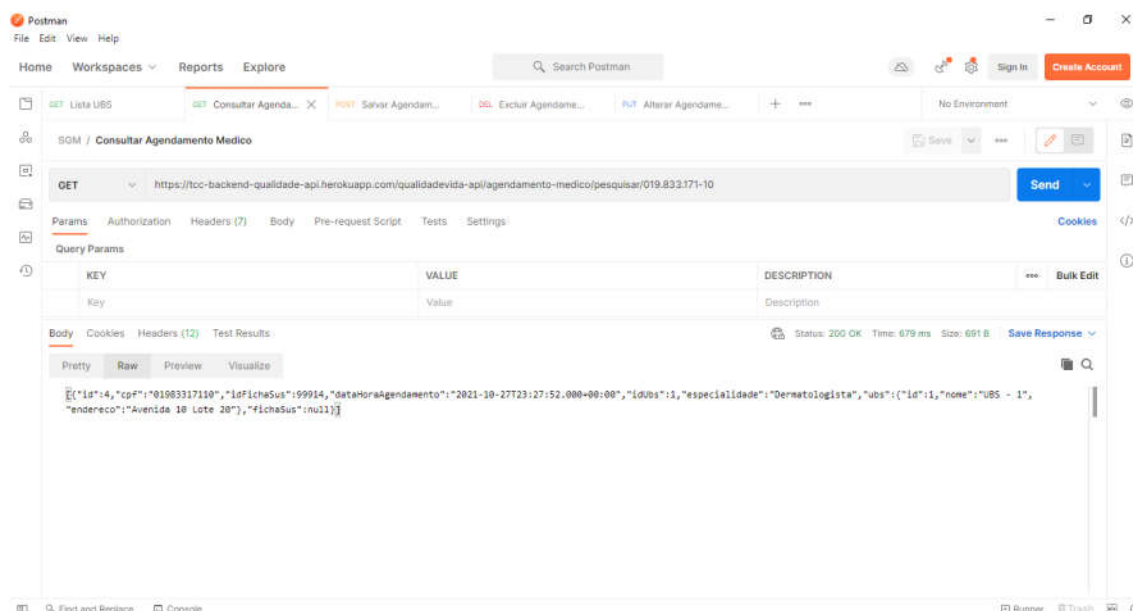 Postman
File Edit View Help
Home Workspaces Reports Explore Search Postman Sign In Create Account
GET Lista UBS GET Consultar Agenda... POST Salvar Agendam... DEL Excluir Agendame... PUT Alterar Agendame... No Environment
SGM / Consultar Agendamento Medico Save
GET https://tcc-backend-qualidade-api.herokuapp.com/qualidadevida-api/agendamento-medico/pesquisar/019.833.171-10 Send
Params Authorization Headers (7) Body Pre-request Script Tests Settings Cookies
Query Params
KEY VALUE DESCRIPTION Bulk Edit
Key Value Description
Body Cookies Headers (12) Test Results Status: 200 OK Time: 679 ms Size: 691 B Save Response
Pretty Raw Preview Visualize
[{"id":4,"cpf":"01983317110","idFichaSus":99914,"dataHoraAgendamento":"2021-10-27T23:27:52.000+00:00","idUbs":1,"especialidade":"Dermatologista","ubs":{"id":1,"nome":"UBS - 1",
"endereco":"Avenida 10 Lote 20"},"fichaSus":null}]
Find and Replace Console Runner Trash